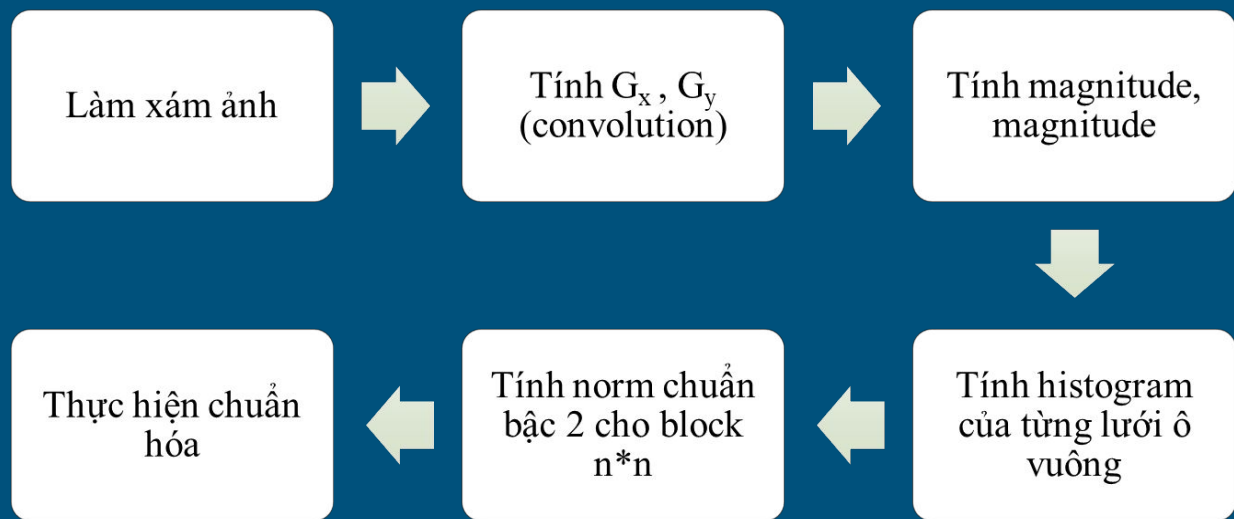 Làm xám ảnh
Tính Gx , Gy
(convolution)
Tính magnitude,
magnitude
Tính histogram
của từng lưới ô
vuông
Tính norm chuẩn
bậc 2 cho block
n*n
Thực hiện chuẩn
hóa